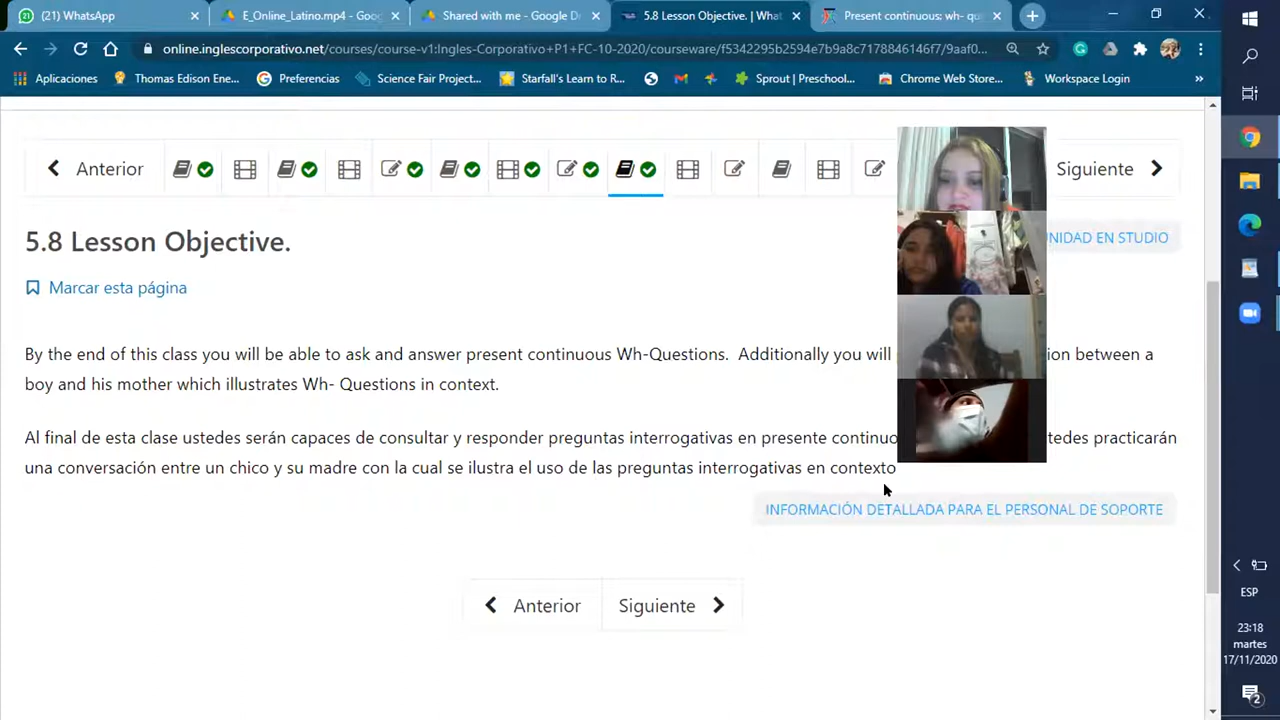 (21) WhatsApp
E_Online_Latino.mp4 - Goog
Shared with me - Google D
5.8 Lesson Objective. | Wha
Present continuous: wh- qu
online.inglescorporativo.net/courses/course-v1:Ingles-Corporativo+P1+FC-10-2020/courseware/f5342295b2594e7b9a8c7178846146f7/9aaf0...
Aplicaciones
Thomas Edison Ene...
Preferencias
Science Fair Project...
Starfall's Learn to R...
Sprout | Preschool...
Chrome Web Store...
Workspace Login
»
Anterior
Siguiente
5.8 Lesson Objective.
UNIDAD EN STUDIO
Marcar esta página
By the end of this class you will be able to ask and answer present continuous Wh-Questions. Additionally you will ion between a
boy and his mother which illustrates Wh- Questions in context.
Al final de esta clase ustedes serán capaces de consultar y responder preguntas interrogativas en presente continuo tedes practicarán
una conversación entre un chico y su madre con la cual se ilustra el uso de las preguntas interrogativas en contexto
INFORMACIÓN DETALLADA PARA EL PERSONAL DE SOPORTE
Anterior
Siguiente
ESP
23:18
martes
17/11/2020
2